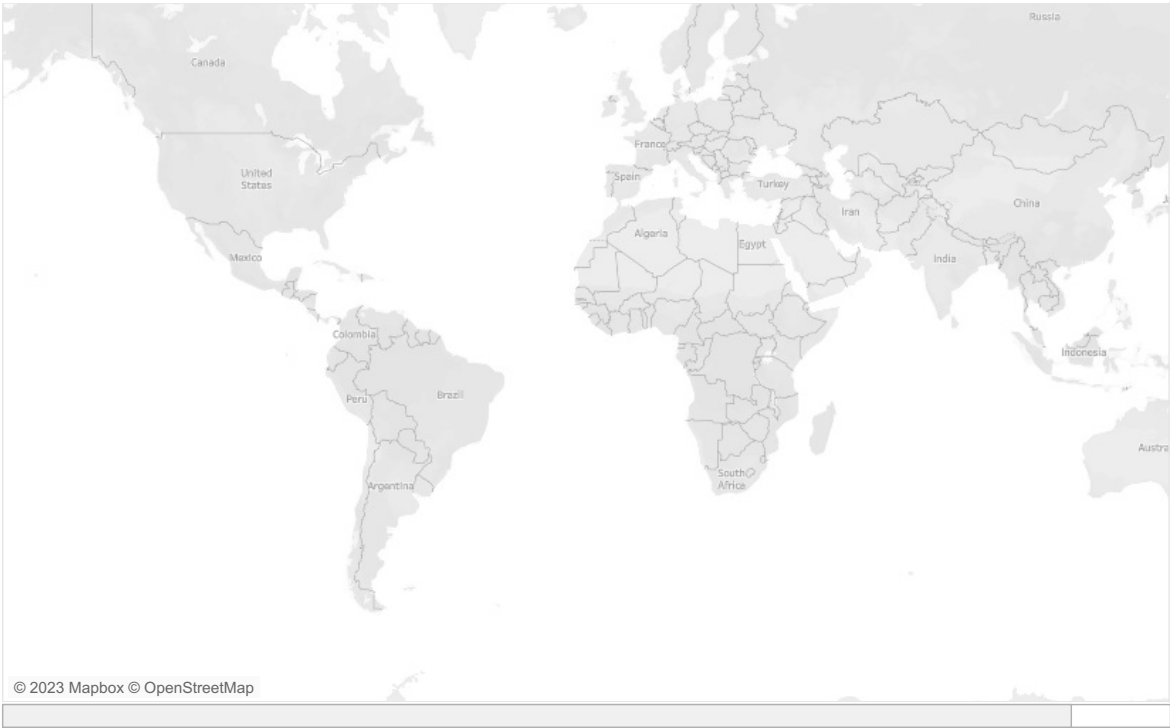 Russia
Canada
France
United
States
Spain
Turkey
China
Iran
Algeria
Egypt
Mexico
India
Colombia
Indonesia
Brazil
Peru
Austra
South
Africa
Argentina
© 2023 Mapbox © OpenStreetMap